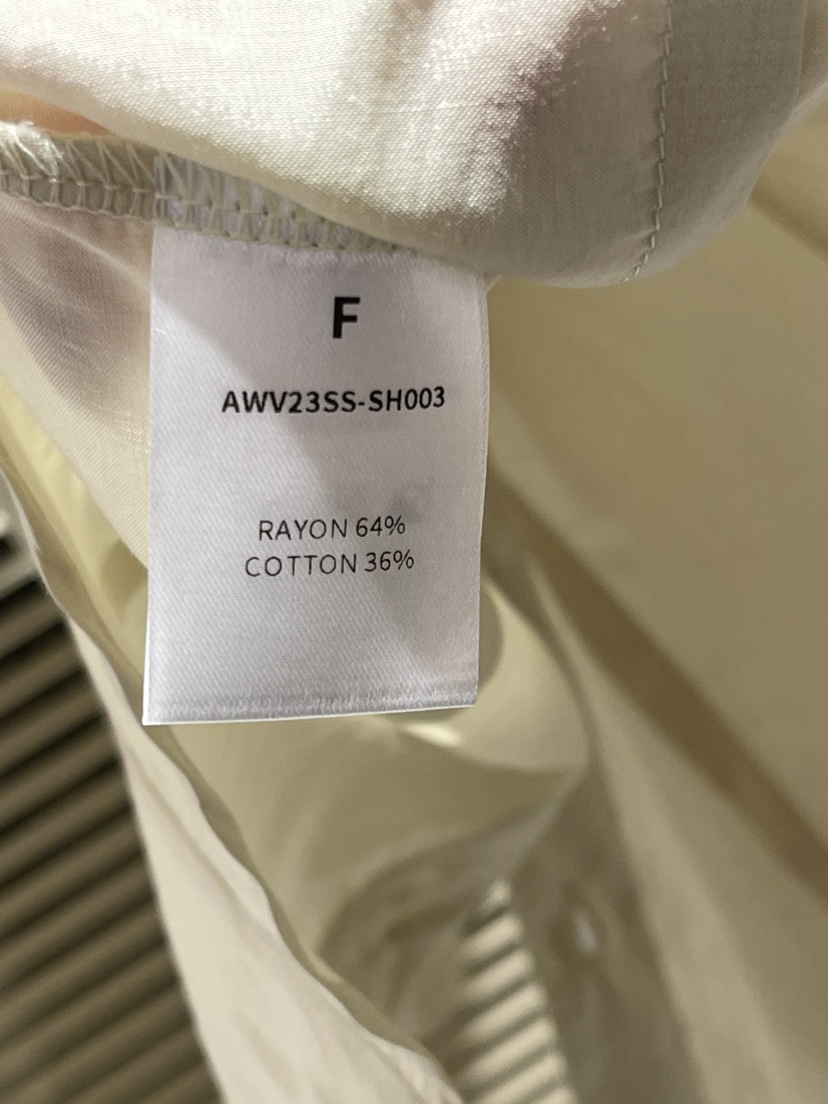 F
AWV23SS-SH003
RAYON 64%
COTTON 36%